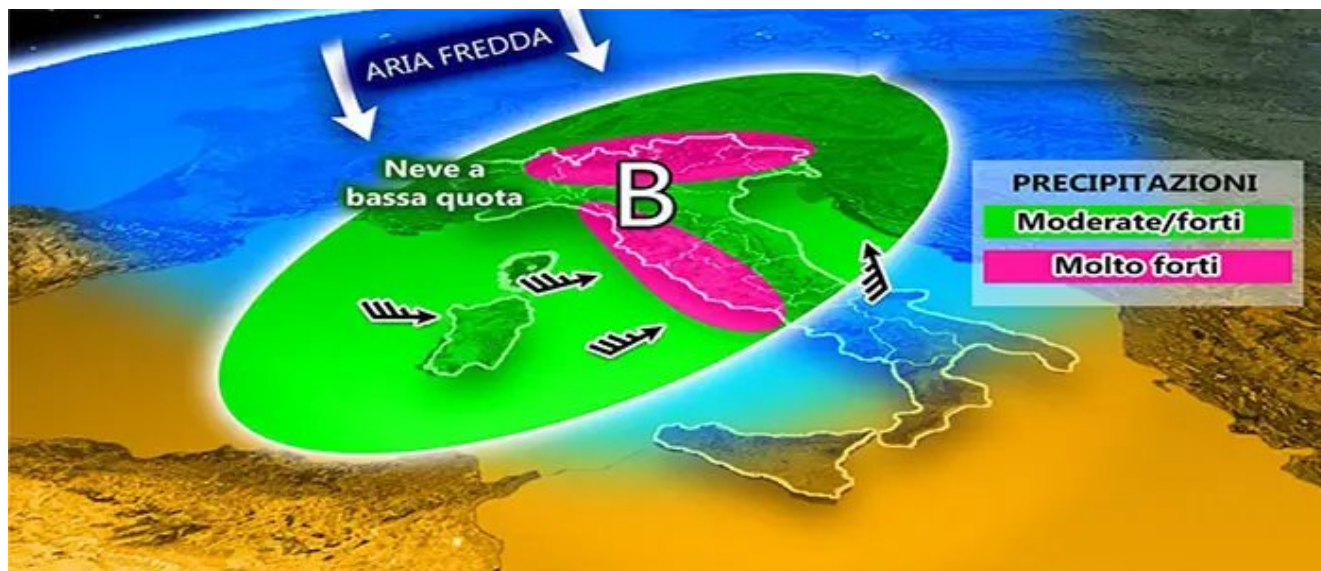 ARIA FREDDA
Neve a
bassa quota
B
PRECIPITAZIONI
Moderate/forti
Molto forti